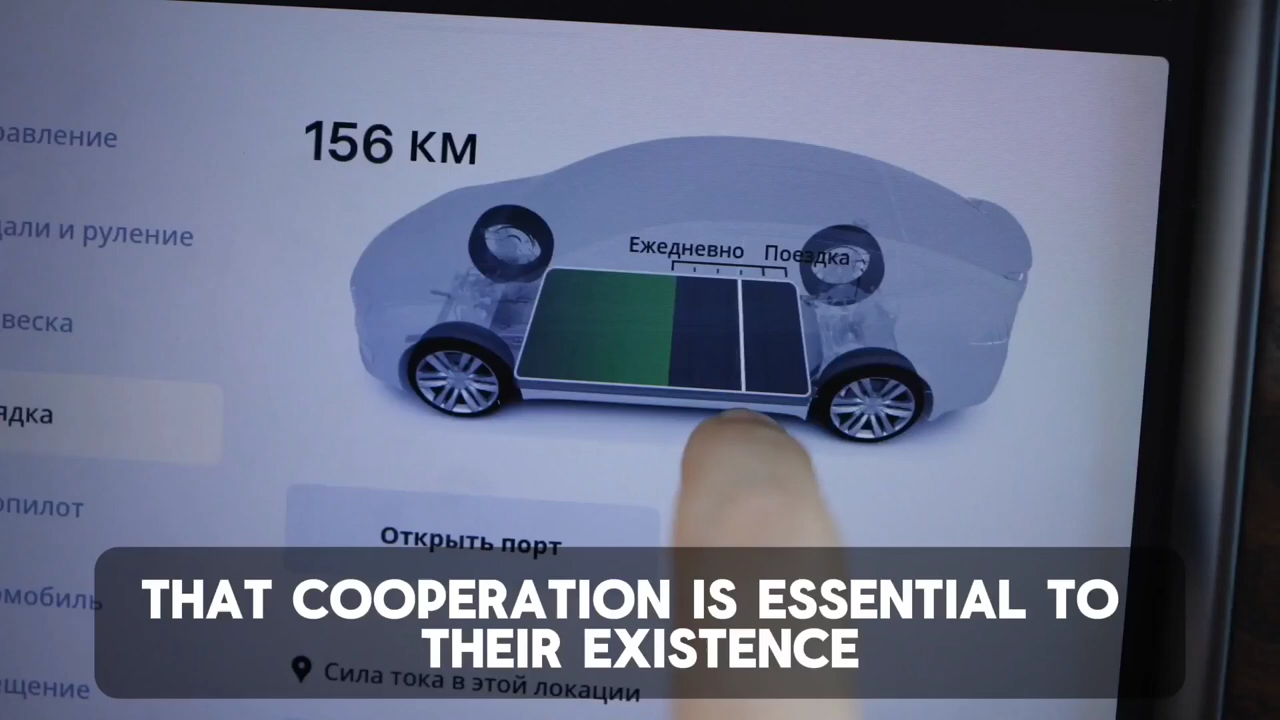 156 км
равление
дали и руление
веска
Ежедневно Поездка
ядка
опилот
Открыть порт
омобиль
ещение
Сила тока в этой локации
THAT COOPERATION IS ESSENTIAL TO
THEIR EXISTENCE